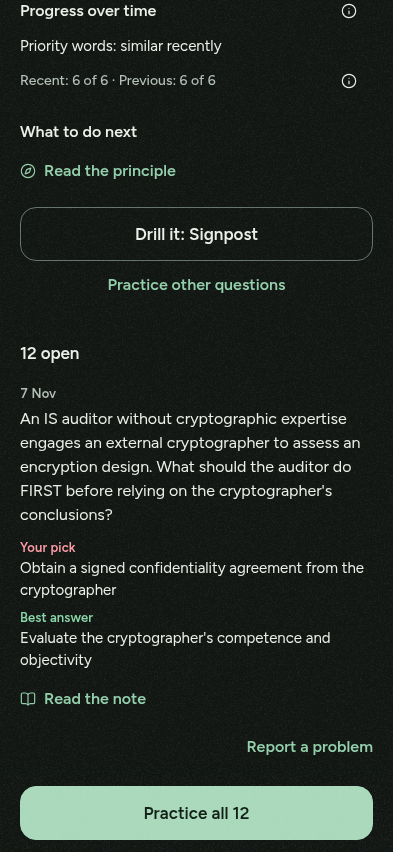 Progress over time
Priority words: similar recently
Recent: 6 of 6 · Previous: 6 of 6
What to do next
Read the principle
Drill it: Signpost
Practice other questions
12 open
7 Nov
An IS auditor without cryptographic expertise
engages an external cryptographer to assess an
encryption design. What should the auditor do
FIRST before relying on the cryptographer's
conclusions?
Your pick
Obtain a signed confidentiality agreement from the
cryptographer
Best answer
Evaluate the cryptographer's competence and
objectivity
Read the note
Report a problem
Practice all 12